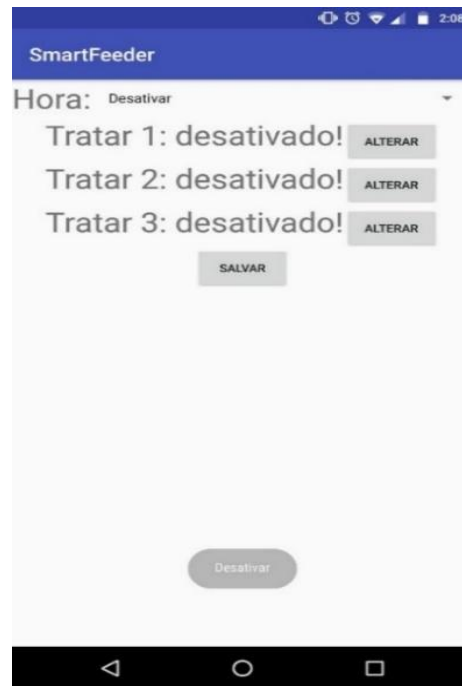 2:08
SmartFeeder
Hora: Desativar
Tratar 1: desativado! ALTERAR
Tratar 2: desativado! ALTERAR
Tratar 3: desativado! ALTERAR
SALVAR
Desativar